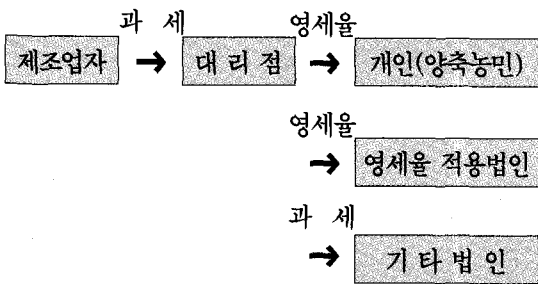 과 세 영세율
제조업자 → 대 리 점 → 개인(양축농민)
영세율
→ 영세율 적용법인
과 세
→ 기 타 법 인